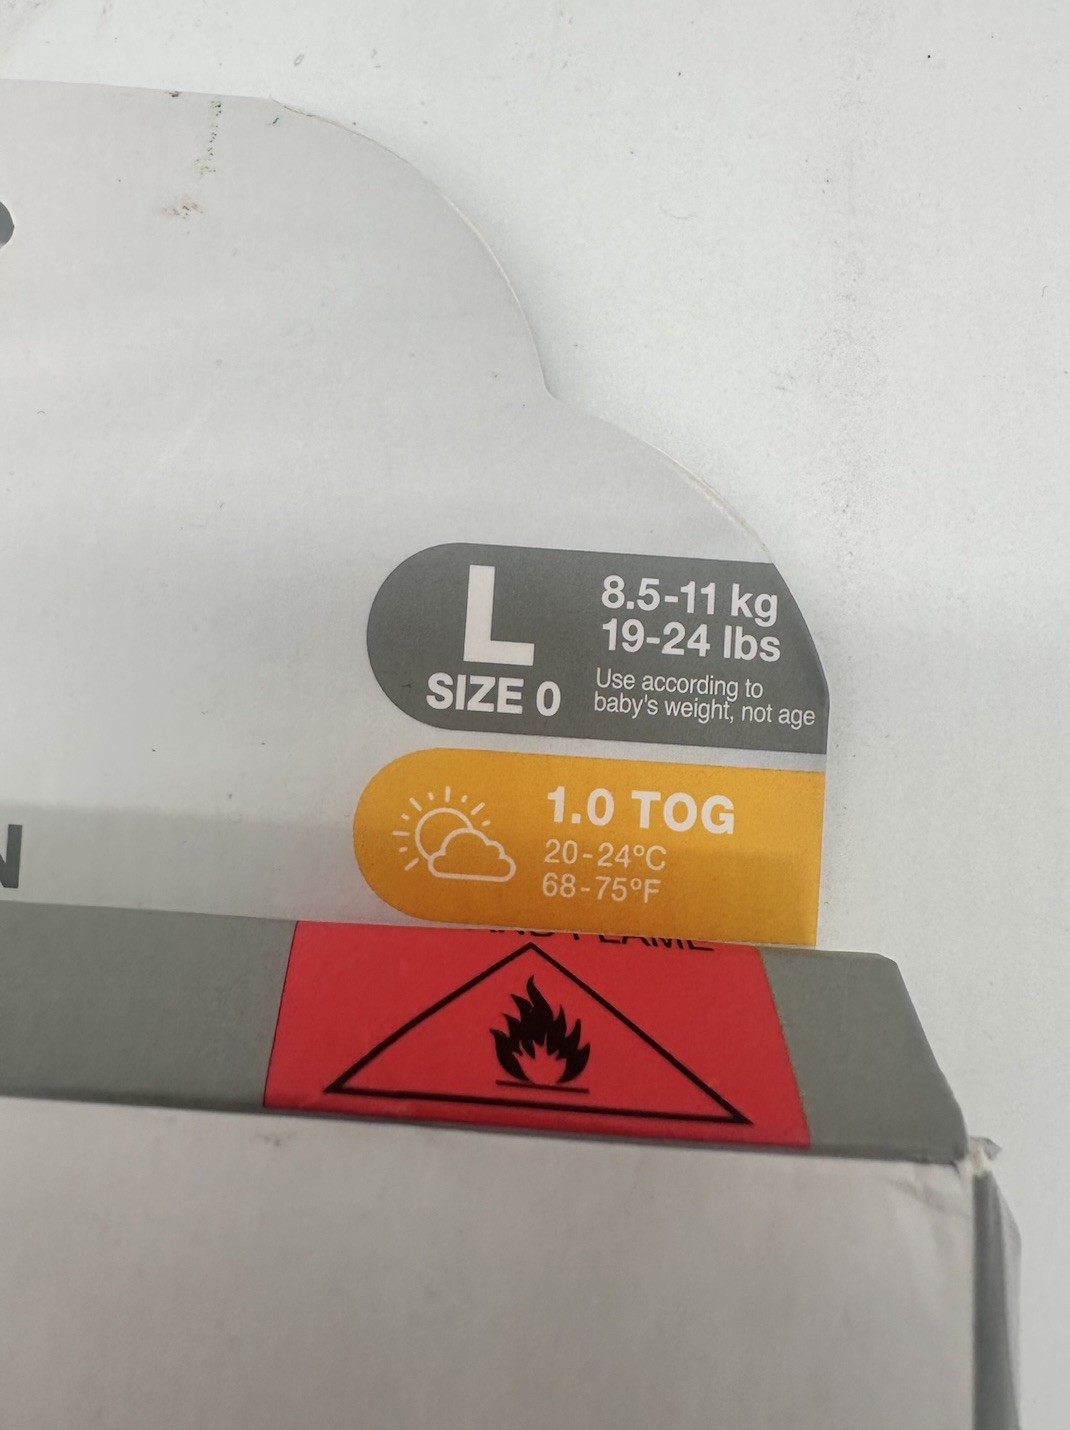 L
SIZE 0
8.5-11 kg
19-24 lbs
Use according to
baby's weight, not age
1.0 TOG
20-24°C
68-75°F
N
FLAME